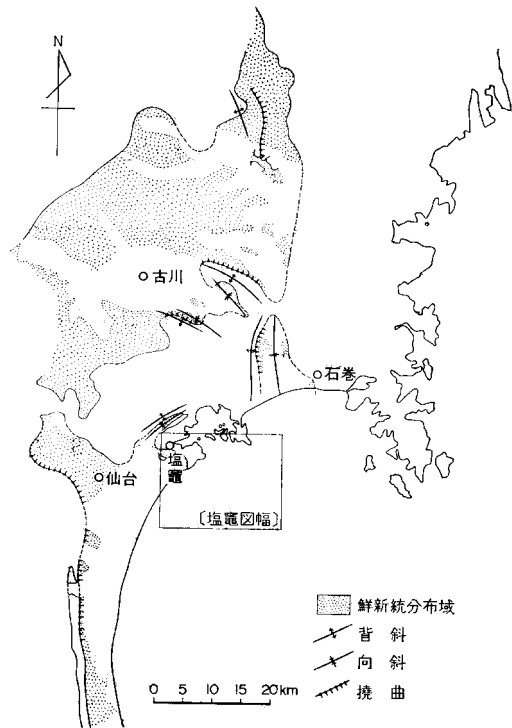 N
古川
石巻
塩竈
仙台
〔塩竈図幅〕
鮮新統分布域
背 斜
向 斜
撓 曲
0 5 10 15 20km